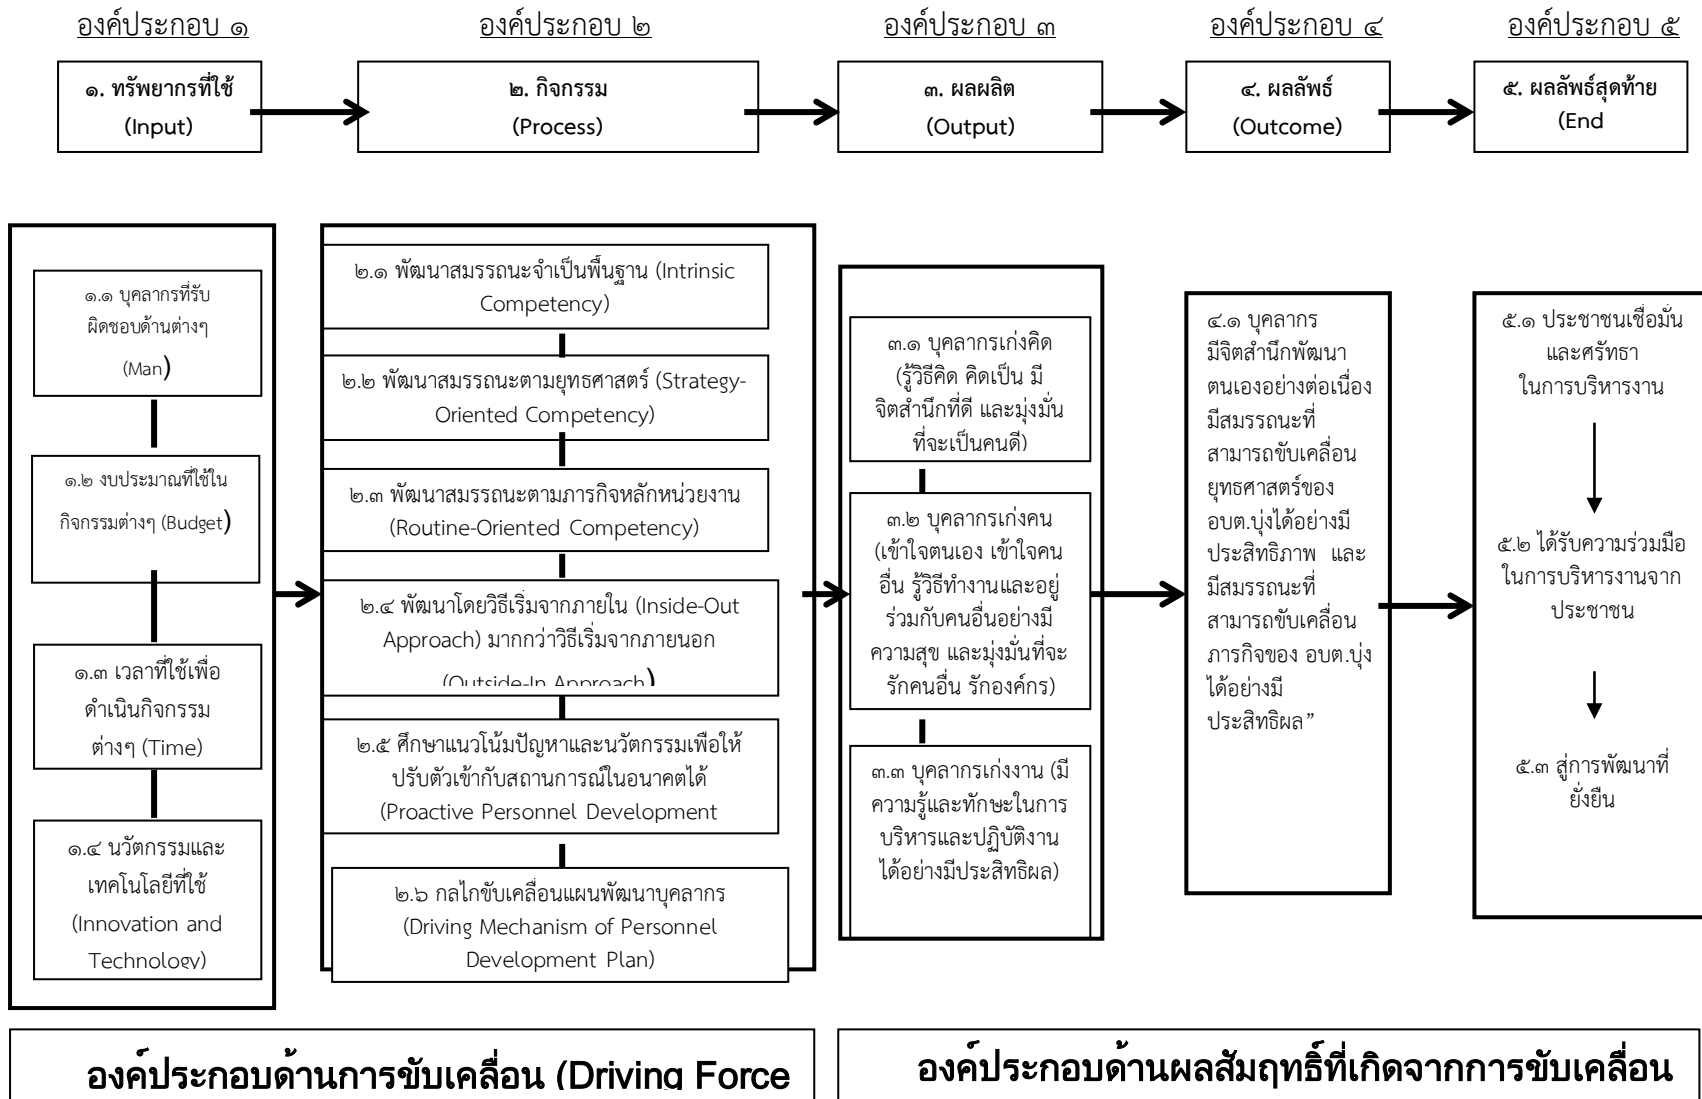 องค์ประกอบ ๑
องค์ประกอบ ๒
องค์ประกอบ ๓
องค์ประกอบ ๔
องค์ประกอบ ๕
๑. ทรัพยากรที่ใช้
(Input)
๒. กิจกรรม
(Process)
๓. ผลผลิต
(Output)
๔. ผลลัพธ์
(Outcome)
๕. ผลลัพธ์สุดท้าย
(End
๑.๑ บุคลากรที่รับ
ผิดชอบด้านต่างๆ
(Man)
๑.๒ งบประมาณที่ใช้ใน
กิจกรรมต่างๆ (Budget)
๑.๓ เวลาที่ใช้เพื่อ
ดำเนินกิจกรรม
ต่างๆ (Time)
๑.๔ นวัตกรรมและ
เทคโนโลยีที่ใช้
(Innovation and
Technology)
๒.๑ พัฒนาสมรรถนะจำเป็นพื้นฐาน (Intrinsic
Competency)
๒.๒ พัฒนาสมรรถนะตามยุทธศาสตร์ (Strategy-
Oriented Competency)
๒.๓ พัฒนาสมรรถนะตามภารกิจหลักหน่วยงาน
(Routine-Oriented Competency)
๒.๔ พัฒนาโดยวิธีเริ่มจากภายใน (Inside-Out
Approach) มากกว่าวิธีเริ่มจากภายนอก
(Outside-In Approach)
๒.๕ ศึกษาแนวโน้มปัญหาและนวัตกรรมเพื่อให้
ปรับตัวเข้ากับสถานการณ์ในอนาคตได้
(Proactive Personnel Development
๒.๖ กลไกขับเคลื่อนแผนพัฒนาบุคลากร
(Driving Mechanism of Personnel
Development Plan)
๓.๑ บุคลากรเก่งคิด
(รู้วิธีคิด คิดเป็น มี
จิตสำนึกที่ดี และมุ่งมั่น
ที่จะเป็นคนดี)
๓.๒ บุคลากรเก่งคน
(เข้าใจตนเอง เข้าใจคน
อื่น รู้วิธีทำงานและอยู่
ร่วมกับคนอื่นอย่างมี
ความสุข และมุ่งมั่นที่จะ
รักคนอื่น รักองค์กร)
๓.๓ บุคลากรเก่งงาน (มี
ความรู้และทักษะในการ
บริหารและปฏิบัติงาน
ได้อย่างมีประสิทธิผล)
๔.๑ บุคลากร
มีจิตสำนึกพัฒนา
ตนเองอย่างต่อเนื่อง
มีสมรรถนะที่
สามารถขับเคลื่อน
ยุทธศาสตร์ของ
อบต.บุ่งได้อย่างมี
ประสิทธิภาพ และ
มีสมรรถนะที่
สามารถขับเคลื่อน
ภารกิจของ อบต.บุ่ง
ได้อย่างมี
ประสิทธิผล”
๕.๑ ประชาชนเชื่อมั่น
และศรัทธา
ในการบริหารงาน
๕.๒ ได้รับความร่วมมือ
ในการบริหารงานจาก
ประชาชน
๕.๓ สู่การพัฒนาที่
ยั่งยืน
องค์ประกอบด้านการขับเคลื่อน (Driving Force
องค์ประกอบด้านผลสัมฤทธิ์ที่เกิดจากการขับเคลื่อน